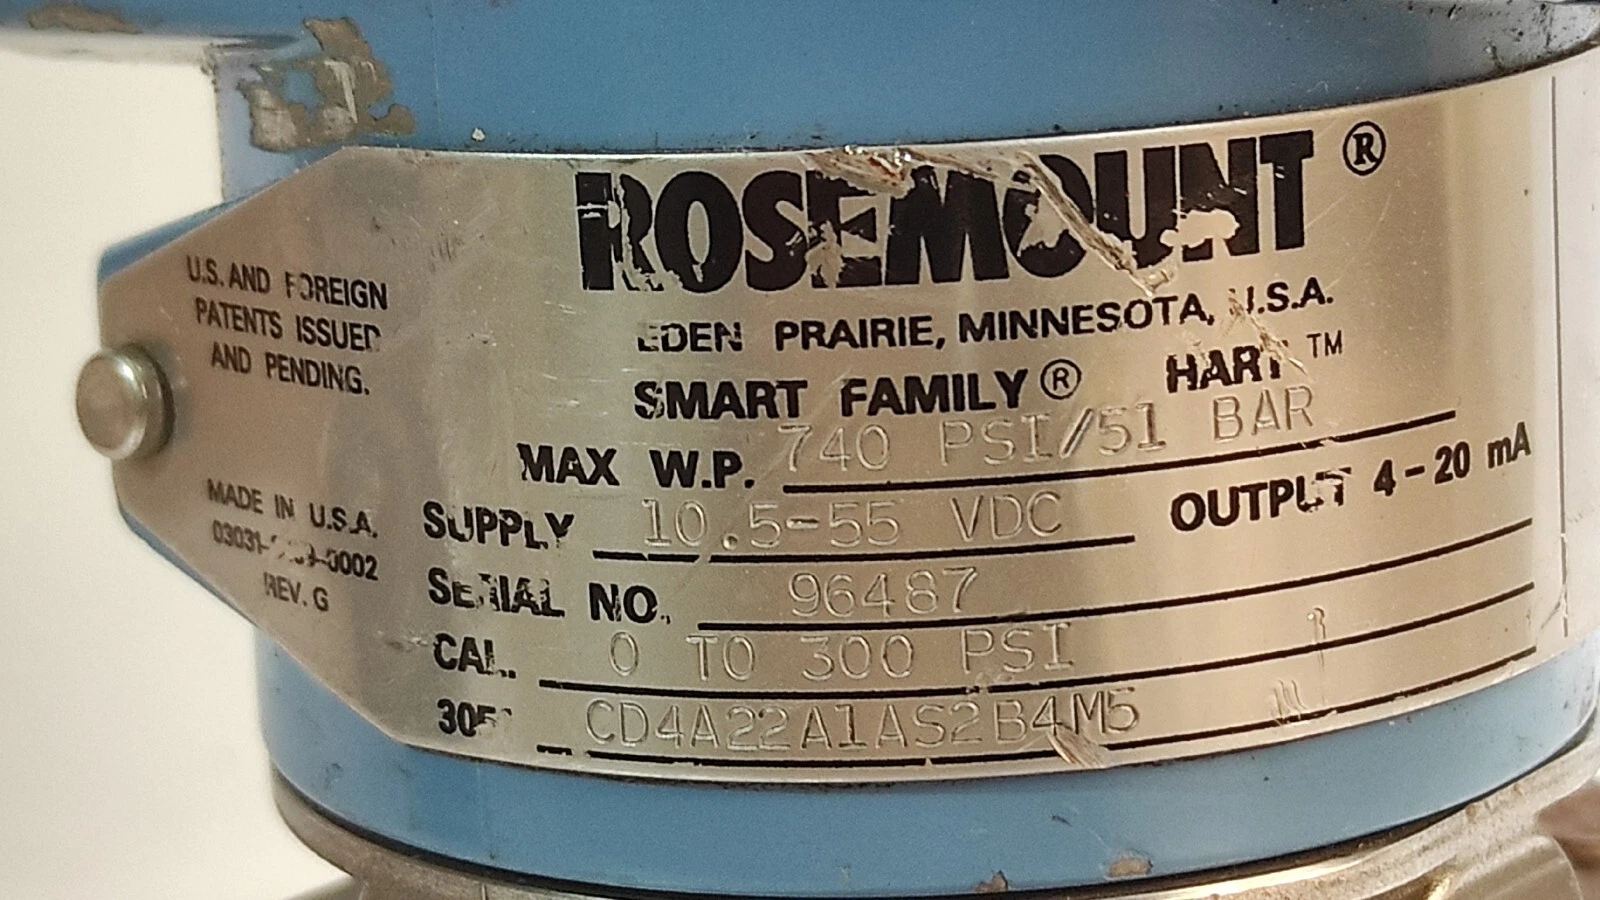 ROSEMOUNT®
EDEN PRAIRIE, MINNESOTA, U.S.A.
SMART FAMILY® HART™
MAX W.P. 740 PSI/51 BAR
SUPPLY 10.5-55 VDC OUTPUT 4-20 mA
SERIAL NO. 96487
CAL. 0 TO 300 PSI
CD4A22A1AS2B4M5
U.S. AND FOREIGN
PATENTS ISSUED
AND PENDING.
MADE IN U.S.A.
REV. G